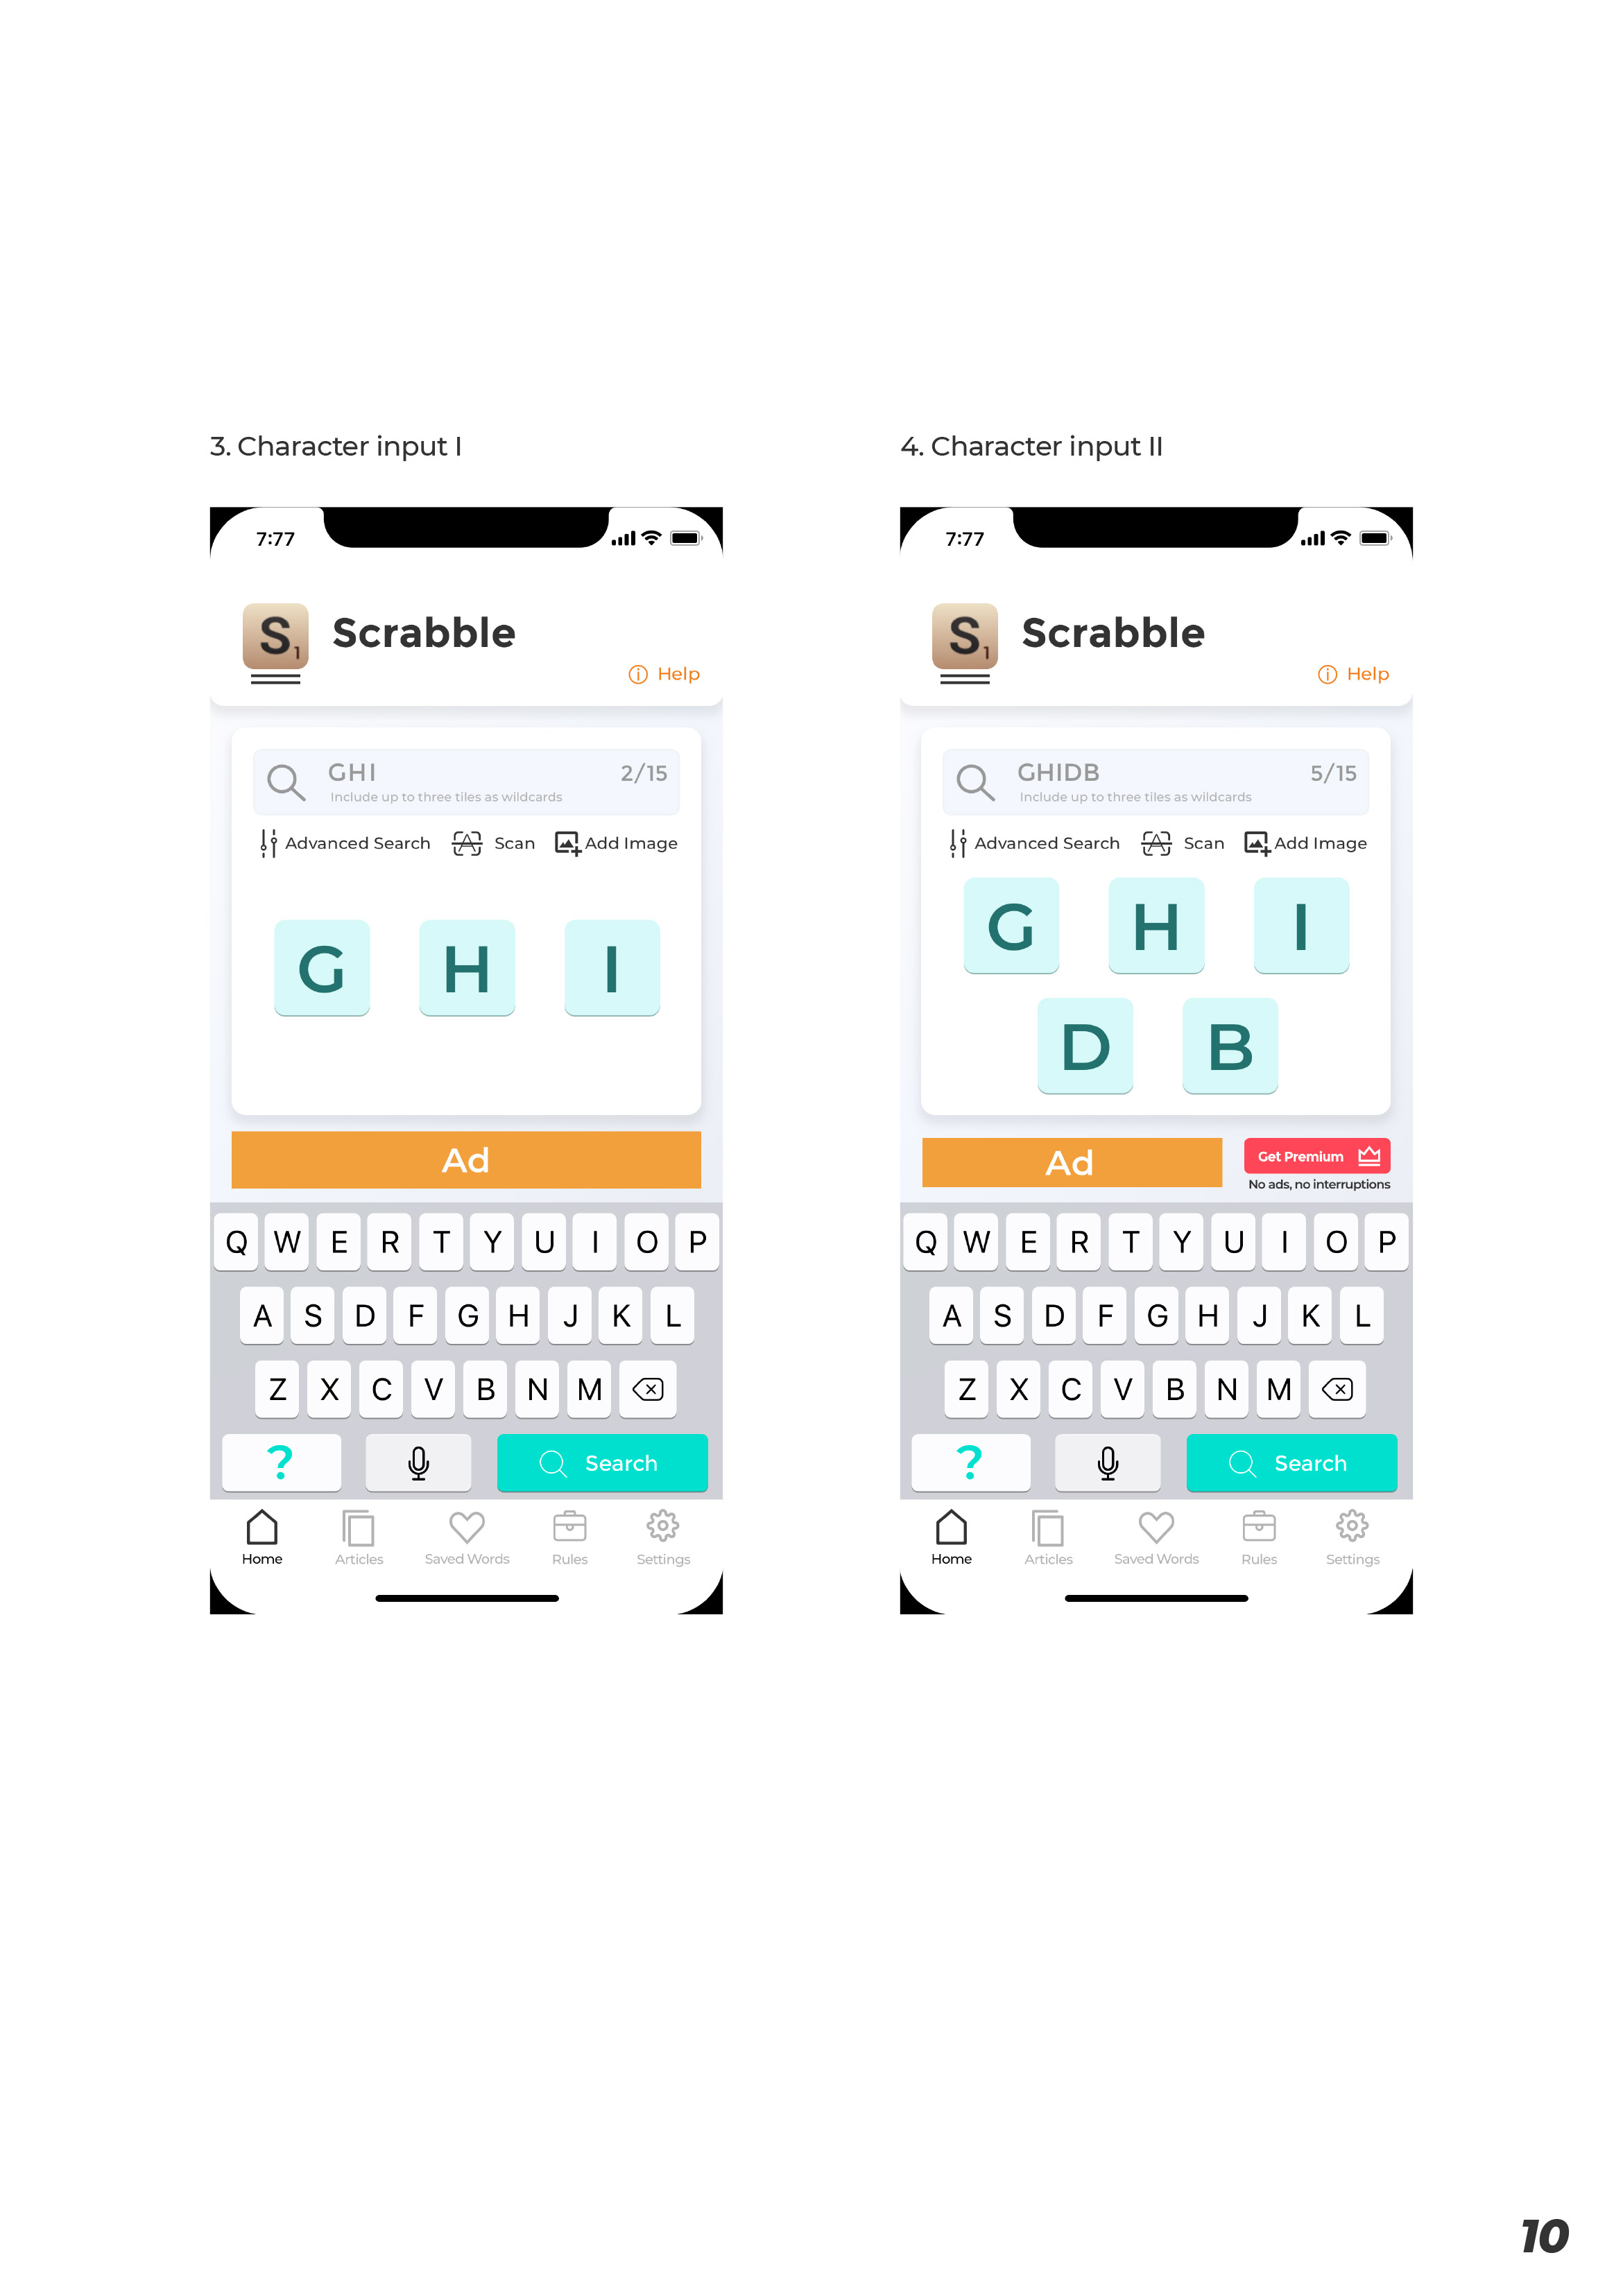 3. Character input I
7:77
S1
Scrabble
Help
GHI
2/15
Include up to three tiles as wildcards
Advanced Search
Scan
Add Image
G H I
Ad
Q W E R T Y U I O P
A S D F G H J K L
Z X C V B N M
?
Search
Home
Articles
Saved Words
Rules
Settings
4. Character input II
7:77
S1
Scrabble
Help
GHIDB
5/15
Include up to three tiles as wildcards
Advanced Search
Scan
Add Image
G H I
D B
Ad
Get Premium
No ads, no interruptions
Q W E R T Y U I O P
A S D F G H J K L
Z X C V B N M
?
Search
Home
Articles
Saved Words
Rules
Settings
10